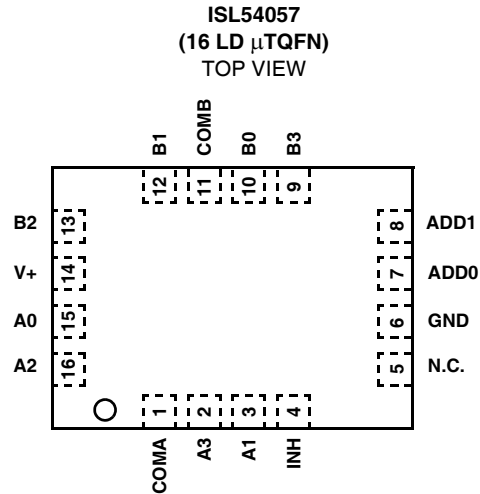 ISL54057
(16 LD µTQFN)
TOP VIEW
B1 COMB B0 B3
12 11 10 9
B2 13 8 ADD1
V+ 14 7 ADD0
A0 15 6 GND
A2 16 5 N.C.
1 2 3 4
COMA A3 A1 INH